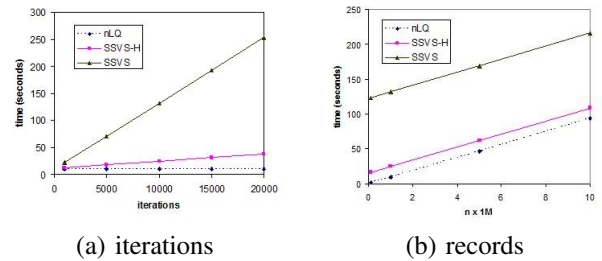 300
250
200
150
100
50
0
time (seconds)
nLQ
SSVS-H
SSVS
0 5000 10000 15000 20000
iterations
(a) iterations
250
200
150
100
50
0
time (seconds)
nLQ
SSVS-H
SSVS
0 2 4 6 8 10
n x 1M
(b) records